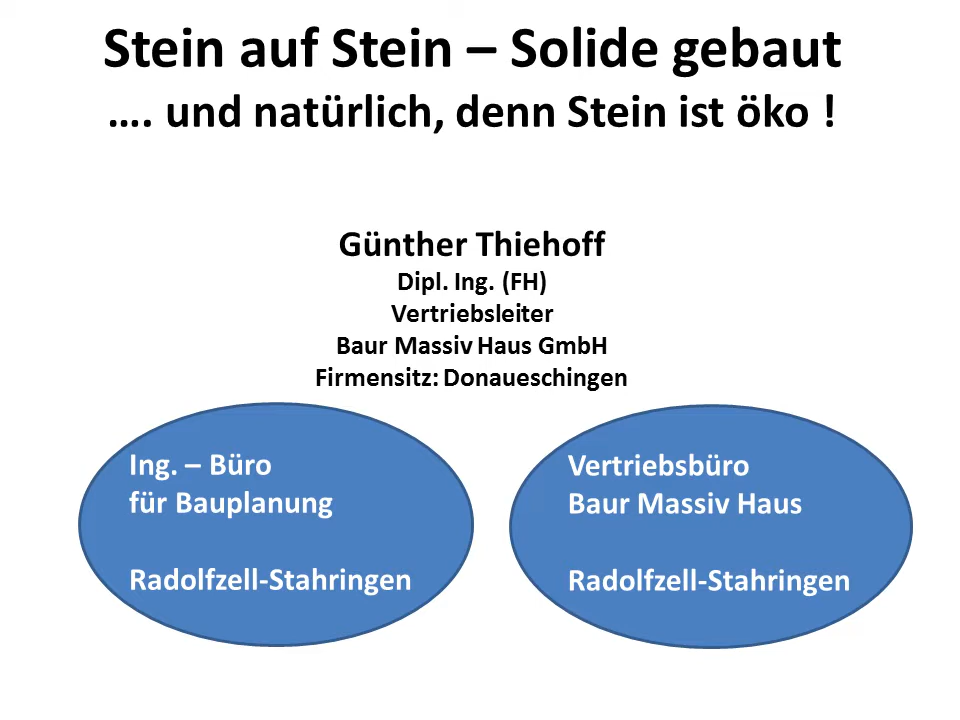 Stein auf Stein – Solide gebaut
…. und natürlich, denn Stein ist öko !
Günther Thiehoff
Dipl. Ing. (FH)
Vertriebsleiter
Baur Massiv Haus GmbH
Firmensitz: Donaueschingen
Ing. – Büro
für Bauplanung
Radolfzell-Stahringen
Vertriebsbüro
Baur Massiv Haus
Radolfzell-Stahringen